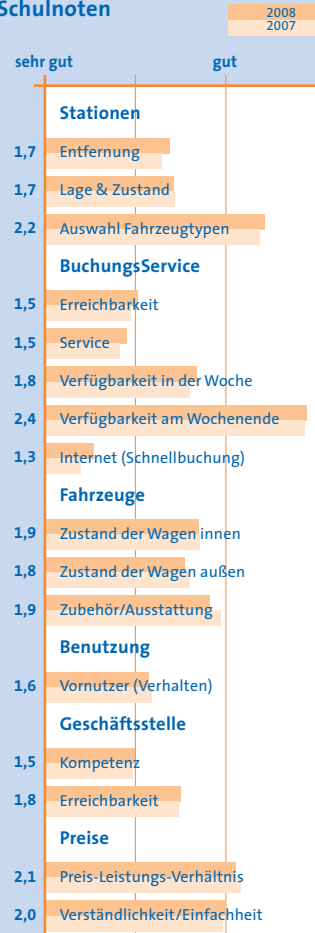 Schulnoten
2008
2007
sehr gut gut
Stationen
1,7 Entfernung
1,7 Lage & Zustand
2,2 Auswahl Fahrzeugtypen
BuchungsService
1,5 Erreichbarkeit
1,5 Service
1,8 Verfügbarkeit in der Woche
2,4 Verfügbarkeit am Wochenende
1,3 Internet (Schnellbuchung)
Fahrzeuge
1,9 Zustand der Wagen innen
1,8 Zustand der Wagen außen
1,9 Zubehör/Ausstattung
Benutzung
1,6 Vornutzer (Verhalten)
Geschäftsstelle
1,5 Kompetenz
1,8 Erreichbarkeit
Preise
2,1 Preis-Leistungs-Verhältnis
2,0 Verständlichkeit/Einfachheit